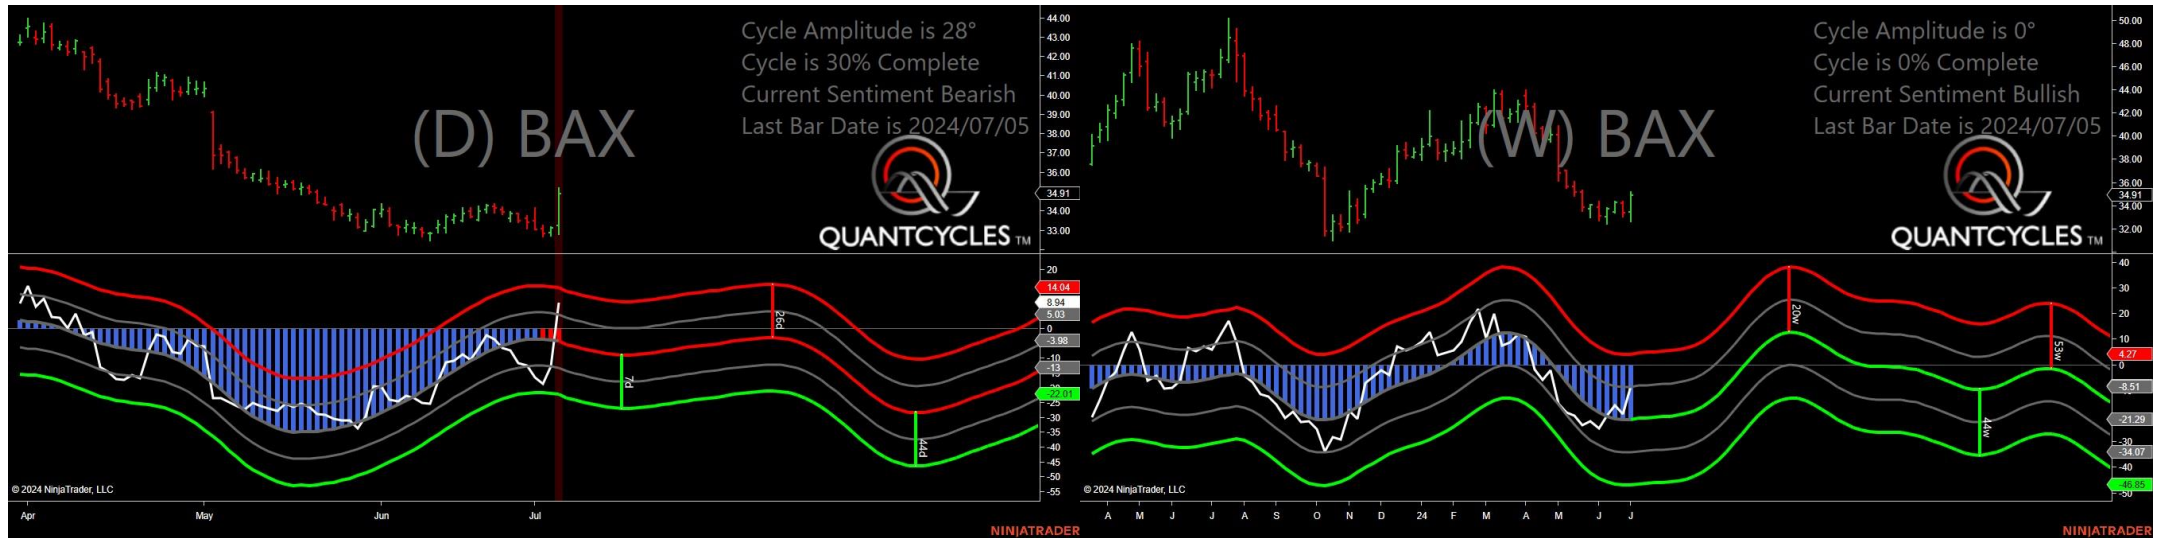 Cycle Amplitude is 28°
Cycle is 30% Complete
Current Sentiment Bearish
Last Bar Date is 2024/07/05
(D) BAX
QUANTCYCLES TM
44.00
43.00
42.00
41.00
40.00
39.00
38.00
37.00
36.00
34.91
34.00
33.00
20
14.04
8.94
5.03
0
-3.98
-10
-13
-22.01
-25
-30
-35
-40
-45
-50
-55
7d
26d
44d
© 2024 NinjaTrader, LLC
Apr May Jun Jul
NINJATRADER
Cycle Amplitude is 0°
Cycle is 0% Complete
Current Sentiment Bullish
Last Bar Date is 2024/07/05
(W) BAX
QUANTCYCLES TM
50.00
48.00
46.00
44.00
42.00
40.00
38.00
36.00
34.91
34.00
32.00
40
30
20
10
4.27
0
-8.51
-21.29
-30
-34.07
-40
-46.85
-50
20w
44w
53w
© 2024 NinjaTrader, LLC
A M J J A S O N D 24 F M A M J J
NINJATRADER